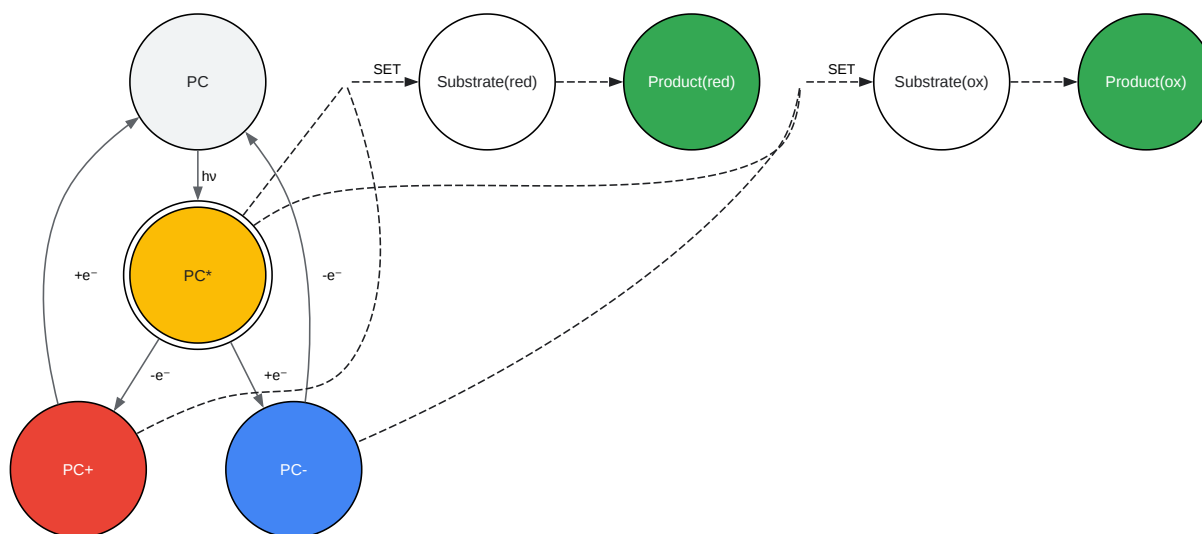 PC
SET
Substrate(red)
Product(red)
SET
Substrate(ox)
Product(ox)
hν
PC*
+e⁻
-e⁻
-e⁻
+e⁻
PC+
PC-